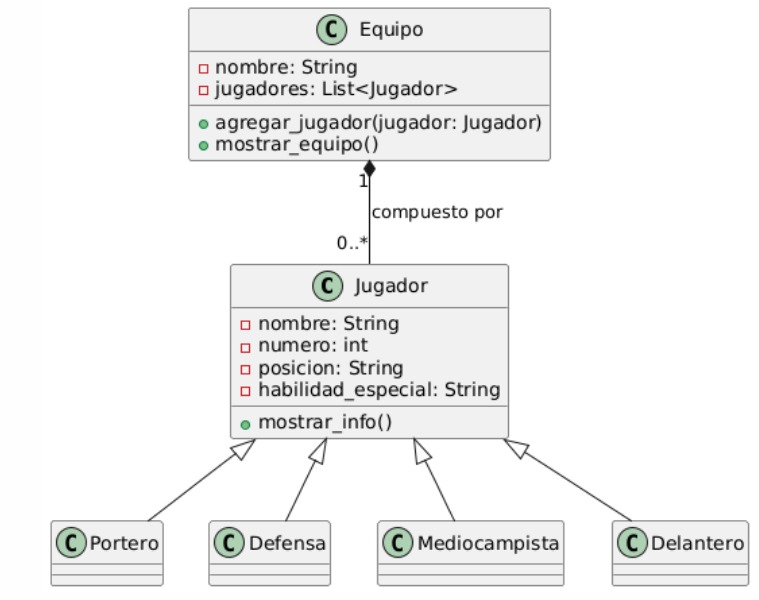 C Equipo
nombre: String
jugadores: List<Jugador>
agregar_jugador(jugador: Jugador)
mostrar_equipo()
1
compuesto por
0..*
C Jugador
nombre: String
numero: int
posicion: String
habilidad_especial: String
mostrar_info()
C Portero
C Defensa
C Mediocampista
C Delantero